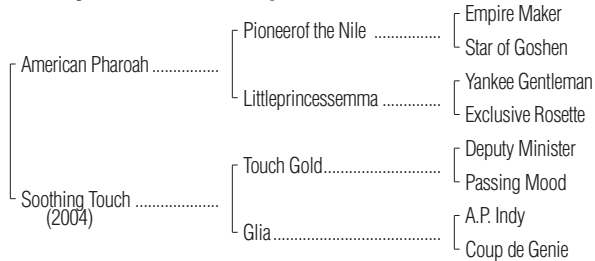 Empire Maker
Pioneerof the Nile ................
Star of Goshen
American Pharoah ................
Yankee Gentleman
Littleprincessemma ..............
Exclusive Rosette
Deputy Minister
Touch Gold............................
Passing Mood
Soothing Touch ....................
(2004)
A.P. Indy
Glia........................................
Coup de Genie